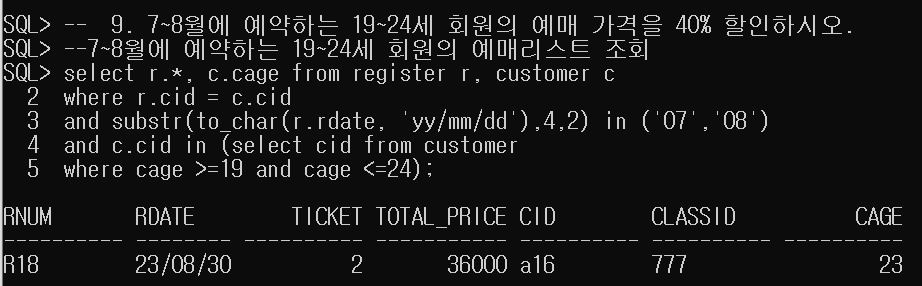 SQL> --  9. 7~8월에 예약하는 19~24세 회원의 예매 가격을 40% 할인하시오.
SQL> --7~8월에 예약하는 19~24세 회원의 예매리스트 조회
SQL> select r.*, c.cage from register r, customer c
  2  where r.cid = c.cid
  3  and substr(to_char(r.rdate, 'yy/mm/dd'),4,2) in ('07','08')
  4  and c.cid in (select cid from customer
  5  where cage >=19 and cage <=24);
RNUM       RDATE        TICKET TOTAL_PRICE CID        CLASSID          CAGE
---------- -------- ---------- ----------- ---------- ---------- ----------
R18        23/08/30          2       36000 a16        777                23